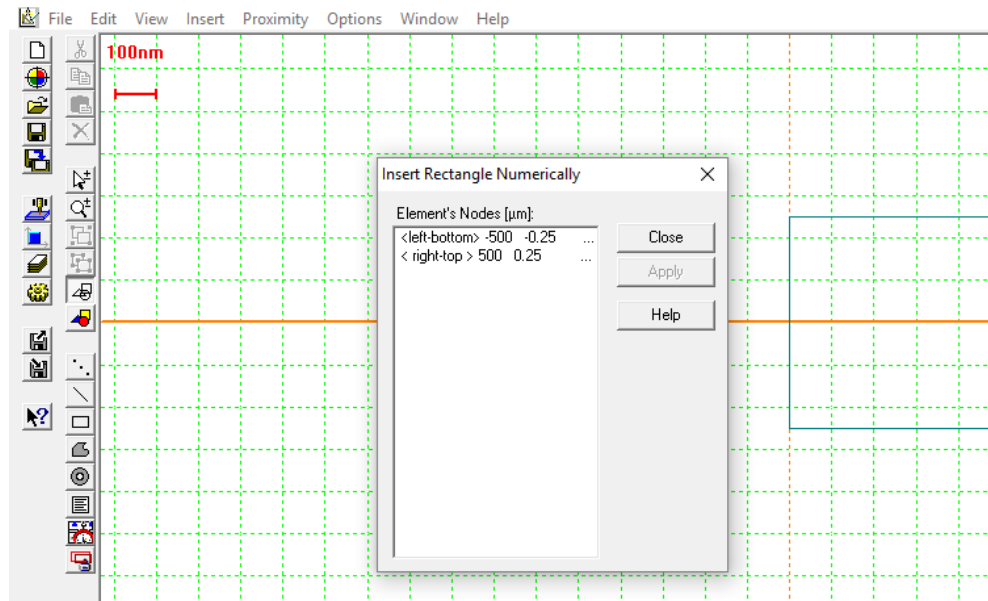 File Edit View Insert Proximity Options Window Help
100nm
Insert Rectangle Numerically
Element's Nodes [µm]:
<left-bottom> -500 -0.25 ...
< right-top > 500 0.25 ...
Close
Apply
Help